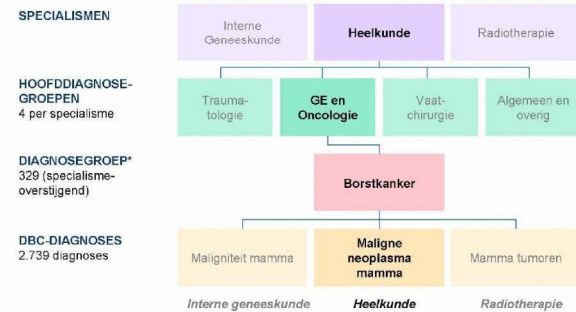 SPECIALISMEN
Interne
Geneeskunde
Heelkunde
Radiotherapie
HOOFDDIAGNOSE-
GROEPEN
4 per specialisme
Trauma-
tologie
GE en
Oncologie
Vaat-
chirurgie
Algemeen en
overig
DIAGNOSEGROEP*
329 (specialisme-
overstijgend)
Borstkanker
DBC-DIAGNOSES
2.739 diagnoses
Maligniteit mamma
Maligne
neoplasma
mamma
Mamma tumoren
Interne geneeskunde
Heelkunde
Radiotherapie